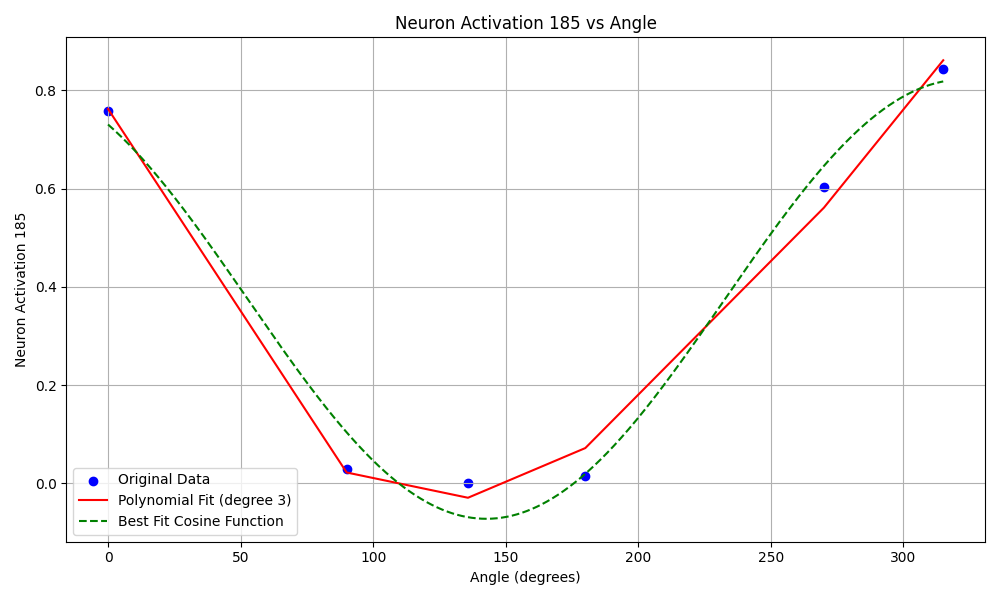 Neuron Activation 185 vs Angle
Neuron Activation 185
0.8
0.6
0.4
0.2
0.0
Original Data
Polynomial Fit (degree 3)
Best Fit Cosine Function
0 50 100 150 200 250 300
Angle (degrees)